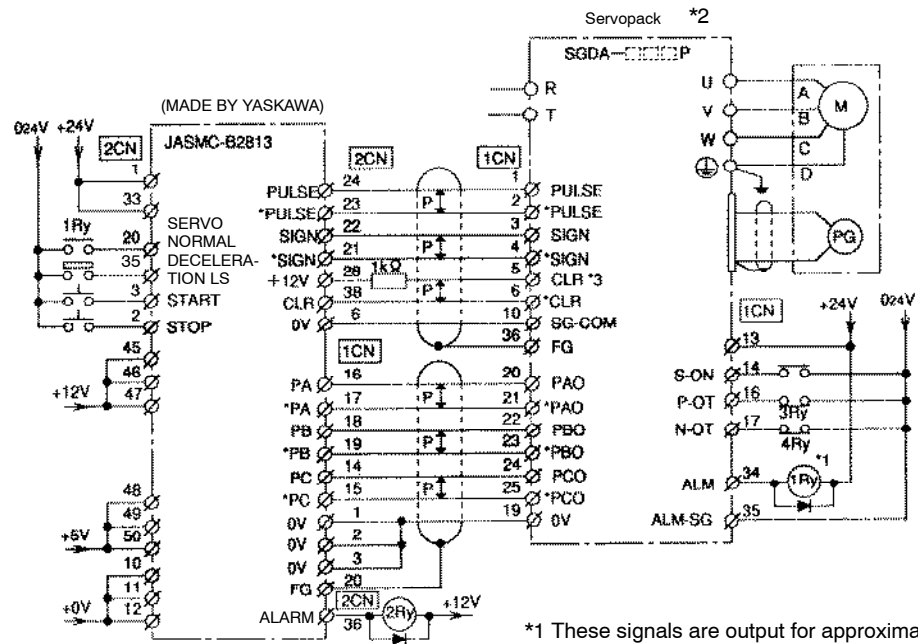 Servopack *2
SGDA- P
R
T
U
V
W
A
B
C
D
M
PG
(MADE BY YASKAWA)
JASMC-B2813
024V +24V
2CN
1
33
1Ry
20
35
3
2
SERVO
NORMAL
DECELERA-
TION LS
START
STOP
45
46
47
+12V
48
49
50
+5V
10
11
12
+0V
2CN
PULSE 24
*PULSE 23
SIGN 22
*SIGN 21
+12V 28 1kΩ
CLR 38
0V 6
P
P
P
1CN
1 PULSE
2 *PULSE
3 SIGN
4 *SIGN
5 CLR *3
6 *CLR
10 SG-COM
36 FG
1CN
PA 16
*PA 17
PB 18
*PB 19
PC 14
*PC 15
0V 1
0V 2
0V 3
FG 20
P
P
P
20 PAO
21 *PAO
22 PBO
23 *PBO
24 PCO
25 *PCO
19 0V
2CN
ALARM 36 2Ry +12V
+24V 024V
1CN
13
S-ON 14
P-OT 16
3Ry
N-OT 17
4Ry
ALM 34 1Ry *1
ALM-SG 35
*1 These signals are output for approxima